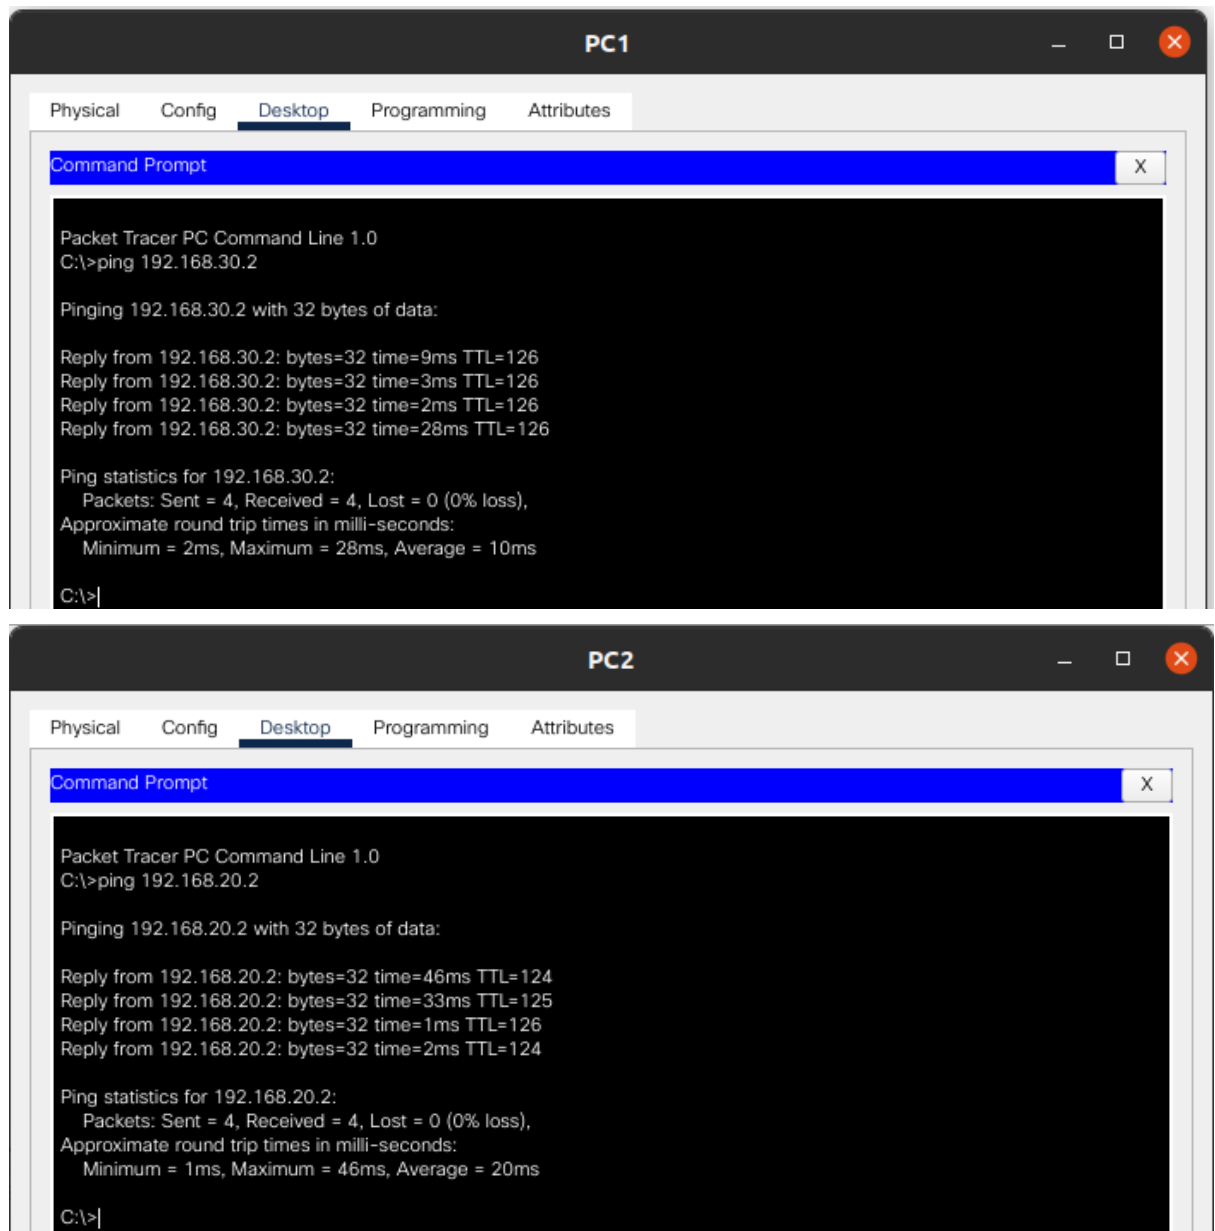 PC1
Physical Config Desktop Programming Attributes
Command Prompt X
Packet Tracer PC Command Line 1.0
C:\>ping 192.168.30.2
Pinging 192.168.30.2 with 32 bytes of data:
Reply from 192.168.30.2: bytes=32 time=9ms TTL=126
Reply from 192.168.30.2: bytes=32 time=3ms TTL=126
Reply from 192.168.30.2: bytes=32 time=2ms TTL=126
Reply from 192.168.30.2: bytes=32 time=28ms TTL=126
Ping statistics for 192.168.30.2:
Packets: Sent = 4, Received = 4, Lost = 0 (0% loss),
Approximate round trip times in milli-seconds:
Minimum = 2ms, Maximum = 28ms, Average = 10ms
C:\>
PC2
Physical Config Desktop Programming Attributes
Command Prompt X
Packet Tracer PC Command Line 1.0
C:\>ping 192.168.20.2
Pinging 192.168.20.2 with 32 bytes of data:
Reply from 192.168.20.2: bytes=32 time=46ms TTL=124
Reply from 192.168.20.2: bytes=32 time=33ms TTL=125
Reply from 192.168.20.2: bytes=32 time=1ms TTL=126
Reply from 192.168.20.2: bytes=32 time=2ms TTL=124
Ping statistics for 192.168.20.2:
Packets: Sent = 4, Received = 4, Lost = 0 (0% loss),
Approximate round trip times in milli-seconds:
Minimum = 1ms, Maximum = 46ms, Average = 20ms
C:\>